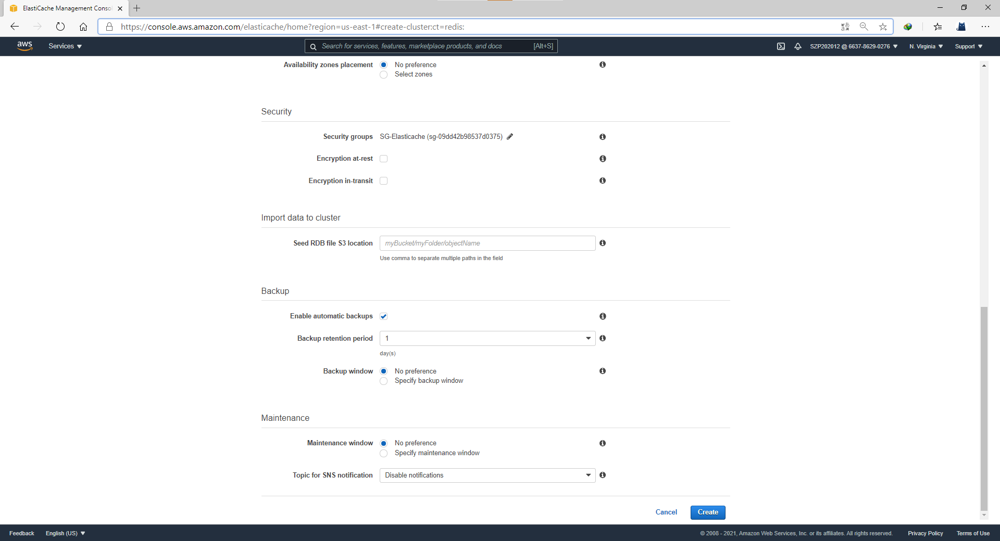 ElastiCache Management Conso
https://console.aws.amazon.com/elasticache/home?region=us-east-1#create-cluster:ct=redis:
aws Services Search for services, features, marketplace products, and docs [Alt+S] SZP202012 @ 6637-8629-0276 N. Virginia Support
Availability zones placement No preference
Select zones
Security
Security groups SG-Elasticache (sg-09dd42b98537d0375)
Encryption at-rest
Encryption in-transit
Import data to cluster
Seed RDB file S3 location myBucket/myFolder/objectName
Use comma to separate multiple paths in the field
Backup
Enable automatic backups
Backup retention period 1
day(s)
Backup window No preference
Specify backup window
Maintenance
Maintenance window No preference
Specify maintenance window
Topic for SNS notification Disable notifications
Cancel Create
Feedback English (US) © 2008 - 2021, Amazon Web Services, Inc. or its affiliates. All rights reserved. Privacy Policy Terms of Use